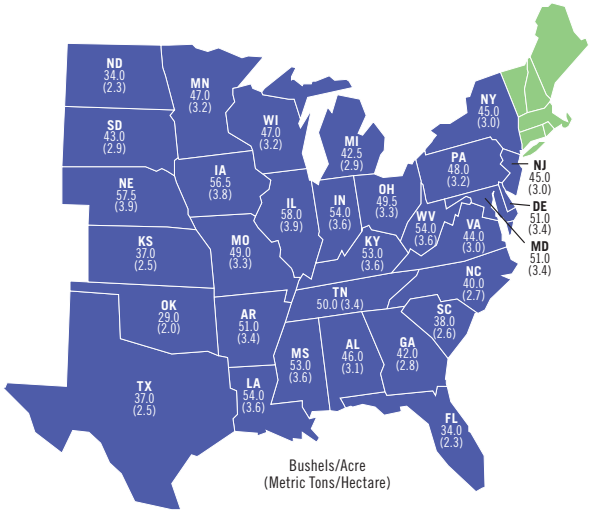 ND
34.0
(2.3)
MN
47.0
(3.2)
SD
43.0
(2.9)
WI
47.0
(3.2)
MI
42.5
(2.9)
NY
45.0
(3.0)
NE
57.5
(3.9)
IA
56.5
(3.8)
IL
58.0
(3.9)
IN
54.0
(3.6)
OH
49.5
(3.3)
PA
48.0
(3.2)
NJ
45.0
(3.0)
DE
51.0
(3.4)
MD
51.0
(3.4)
WV
54.0
(3.6)
VA
44.0
(3.0)
KS
37.0
(2.5)
MO
49.0
(3.3)
KY
53.0
(3.6)
NC
40.0
(2.7)
TN
50.0 (3.4)
OK
29.0
(2.0)
AR
51.0
(3.4)
SC
38.0
(2.6)
MS
53.0
(3.6)
AL
46.0
(3.1)
GA
42.0
(2.8)
TX
37.0
(2.5)
LA
54.0
(3.6)
FL
34.0
(2.3)
Bushels/Acre
(Metric Tons/Hectare)